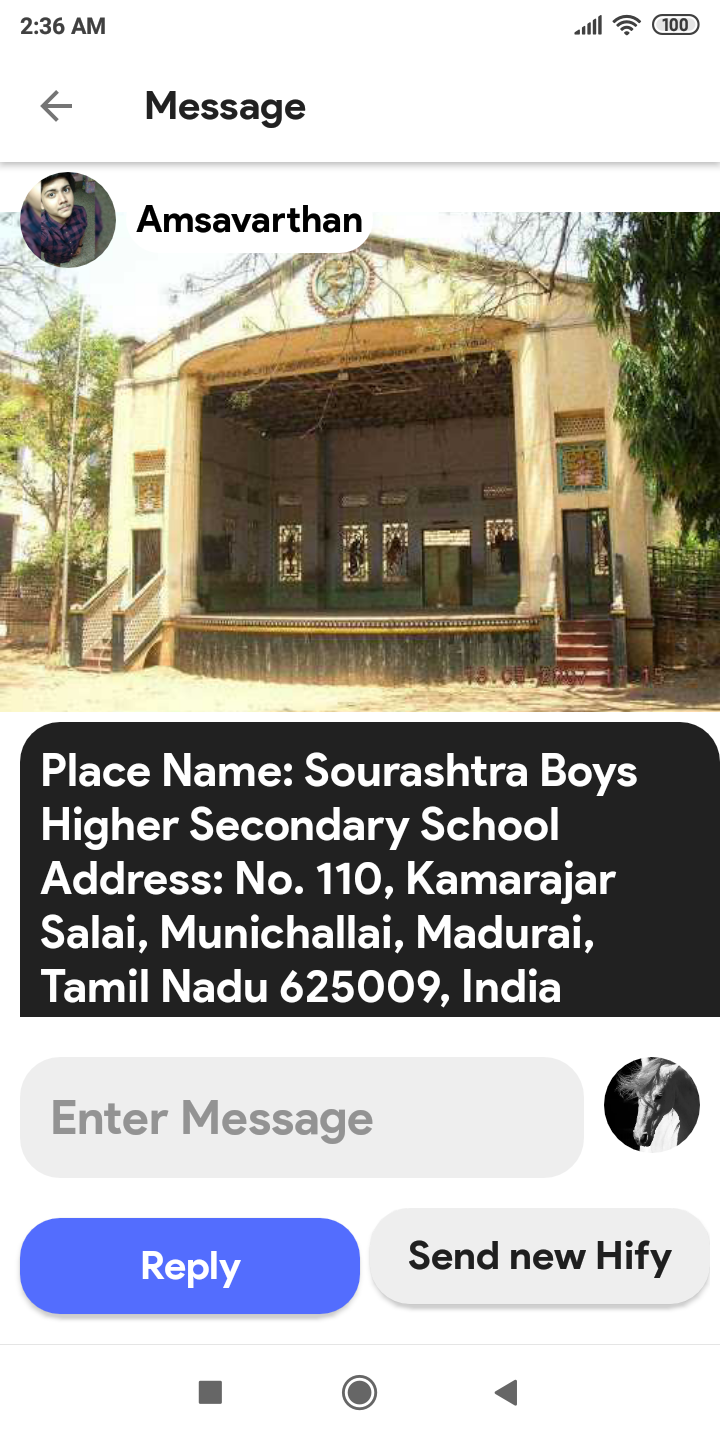 2:36 AM
100
Message
Amsavarthan
Place Name: Sourashtra Boys
Higher Secondary School
Address: No. 110, Kamarajar
Salai, Munichallai, Madurai,
Tamil Nadu 625009, India
Enter Message
Reply
Send new Hify